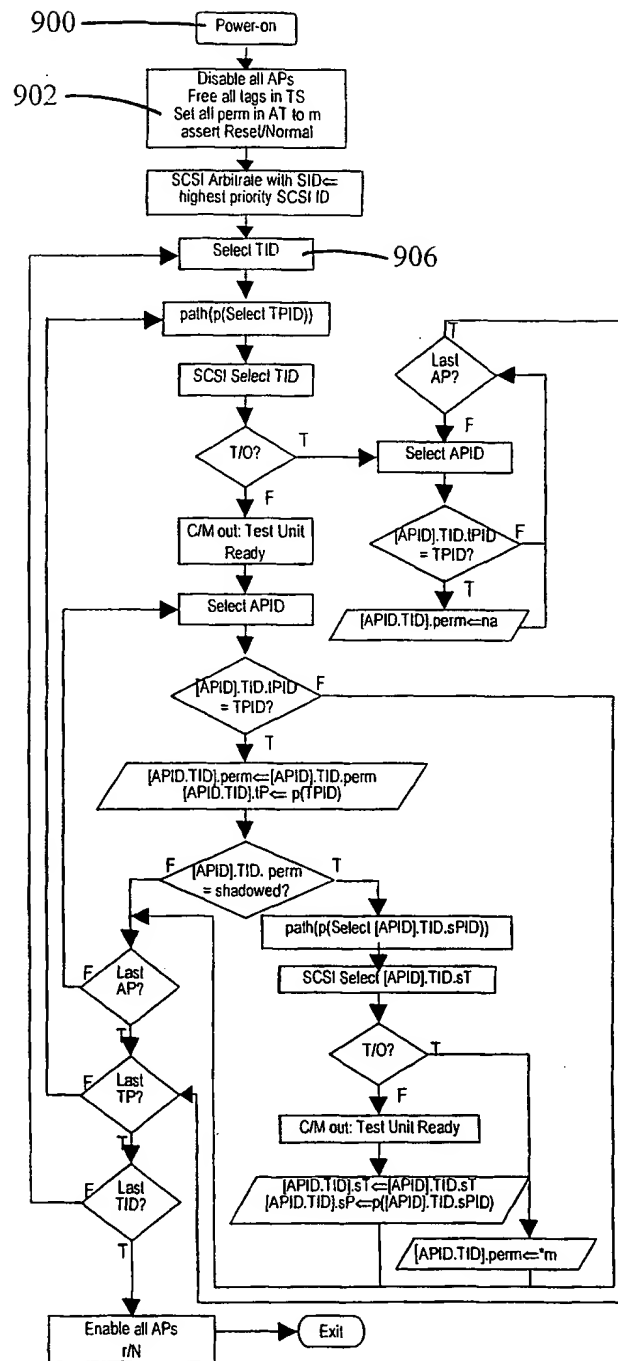 900
Power-on
902
Disable all APs
Free all tags in TS
Set all perm in AT to m
assert Reset/Normal
SCSI Arbitrate with SID⇐
highest priority SCSI ID
Select TID
906
path(p(Select TPID))
SCSI Select TID
T/O?
T
F
C/M out: Test Unit
Ready
T
Last
AP?
F
Select APID
[APID].TID.tPID
= TPID?
F
T
[APID.TID].perm⇐na
Select APID
[APID].TID.tPID
= TPID?
F
T
[APID.TID].perm⇐[APID].TID.perm
[APID.TID].tP⇐ p(TPID)
F
[APID].TID. perm
= shadowed?
T
path(p(Select [APID].TID.sPID))
SCSI Select [APID].TID.sT
T/O?
T
F
C/M out: Test Unit Ready
[APID.TID].sT⇐[APID].TID.sT
[APID.TID].sP⇐p([APID].TID.sPID)
[APID.TID].perm⇐*m
F
Last
AP?
T
F
Last
TP?
T
F
Last
TID?
T
Enable all APs
r/N
Exit